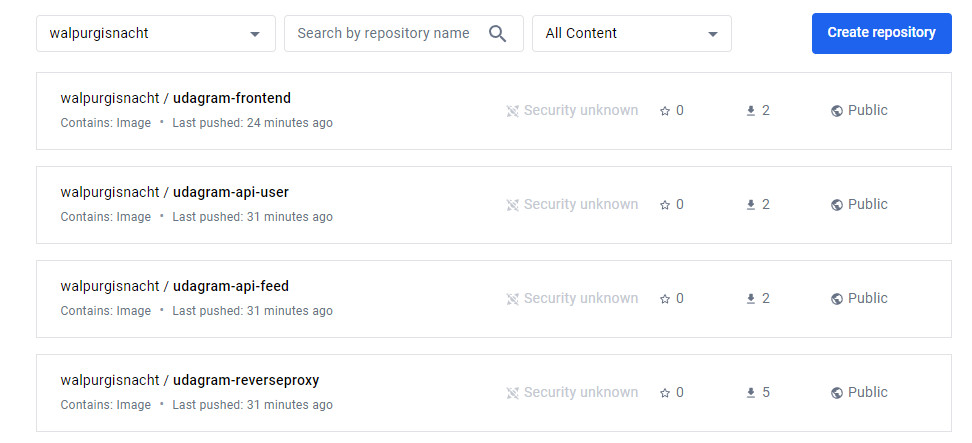 walpurgisnacht Search by repository name All Content Create repository
walpurgisnacht / udagram-frontend
Contains: Image • Last pushed: 24 minutes ago Security unknown 0 2 Public
walpurgisnacht / udagram-api-user
Contains: Image • Last pushed: 31 minutes ago Security unknown 0 2 Public
walpurgisnacht / udagram-api-feed
Contains: Image • Last pushed: 31 minutes ago Security unknown 0 2 Public
walpurgisnacht / udagram-reverseproxy
Contains: Image • Last pushed: 31 minutes ago Security unknown 0 5 Public